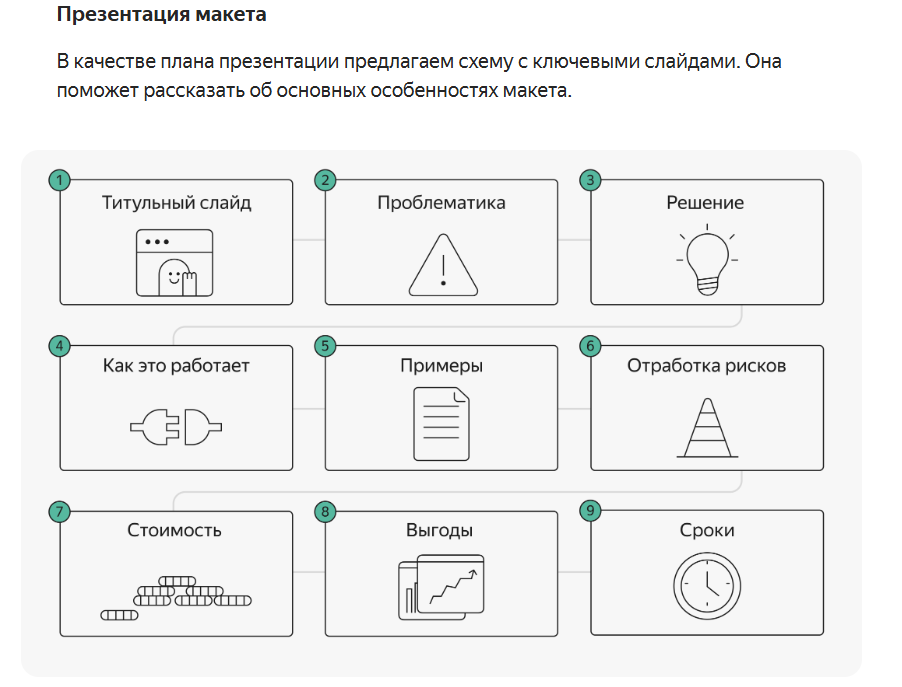 Презентация макета
В качестве плана презентации предлагаем схему с ключевыми слайдами. Она
поможет рассказать об основных особенностях макета.
1
Титульный слайд
2
Проблематика
3
Решение
4
Как это работает
5
Примеры
6
Отработка рисков
7
Стоимость
8
Выгоды
9
Сроки